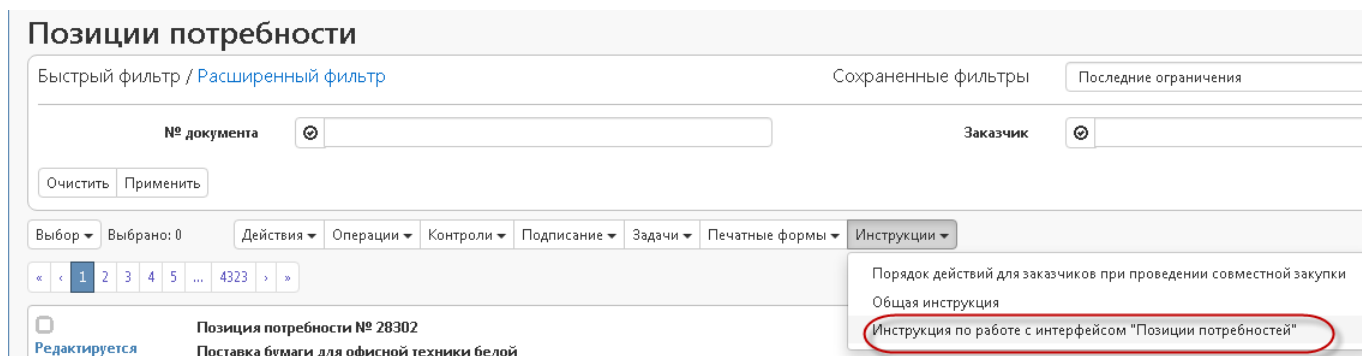 Позиции потребности
Быстрый фильтр / Расширенный фильтр
Сохраненные фильтры
Последние ограничения
№ документа
Заказчик
Очистить Применить
Выбор Выбрано: 0 Действия Операции Контроли Подписание Задачи Печатные формы Инструкции
« ‹ 1 2 3 4 5 ... 4323 › »
Порядок действий для заказчиков при проведении совместной закупки
Общая инструкция
Инструкция по работе с интерфейсом "Позиции потребностей"
Позиция потребности № 28302
Редактируется
Поставка бумаги для офисной техники белой